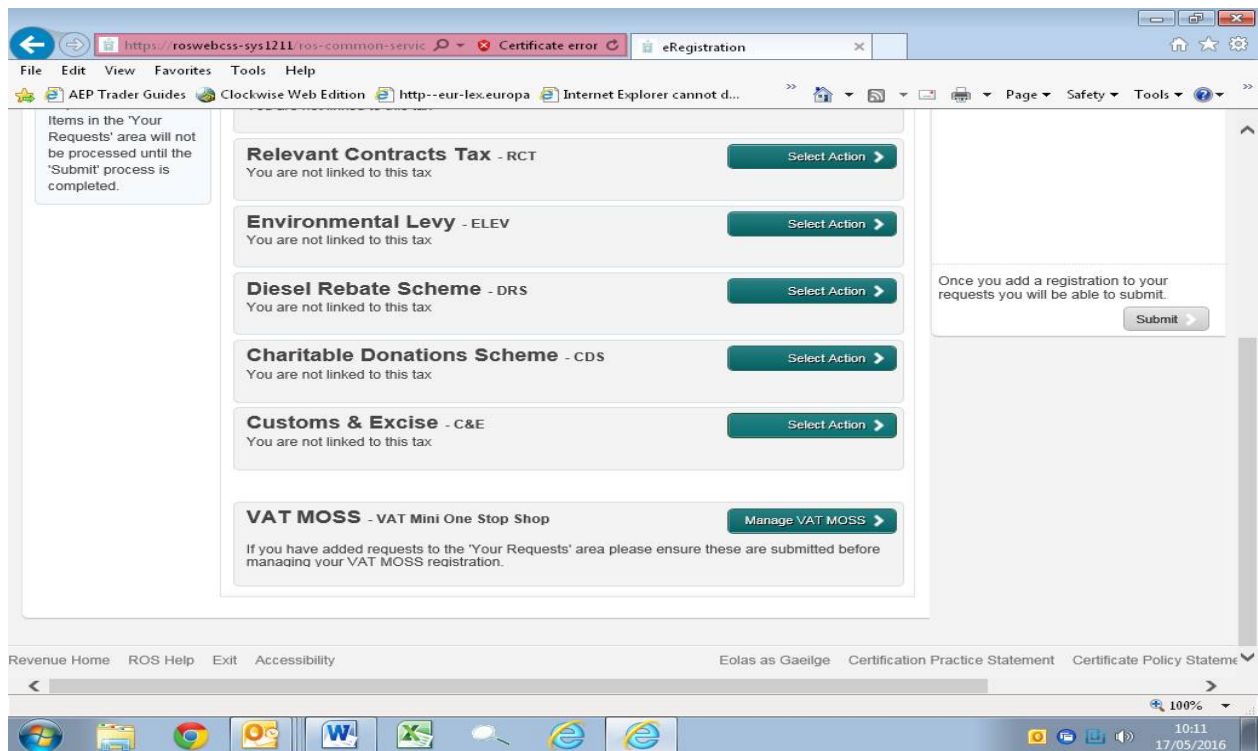 https://roswebcss-sys1211/ros-common-servic
Certificate error
eRegistration
File Edit View Favorites Tools Help
AEP Trader Guides Clockwise Web Edition http--eur-lex.europa Internet Explorer cannot d...
Page Safety Tools
Items in the 'Your
Requests' area will not
be processed until the
'Submit' process is
completed.
You are not linked to this tax
Relevant Contracts Tax - RCT
Select Action
You are not linked to this tax
Environmental Levy - ELEV
Select Action
You are not linked to this tax
Diesel Rebate Scheme - DRS
Select Action
You are not linked to this tax
Charitable Donations Scheme - CDS
Select Action
You are not linked to this tax
Customs & Excise - C&E
Select Action
You are not linked to this tax
VAT MOSS - VAT Mini One Stop Shop
Manage VAT MOSS
If you have added requests to the 'Your Requests' area please ensure these are submitted before
managing your VAT MOSS registration.
Once you add a registration to your
requests you will be able to submit.
Submit
Revenue Home ROS Help Exit Accessibility
Eolas as Gaeilge Certification Practice Statement Certificate Policy Stateme
100%
10:11
17/05/2016